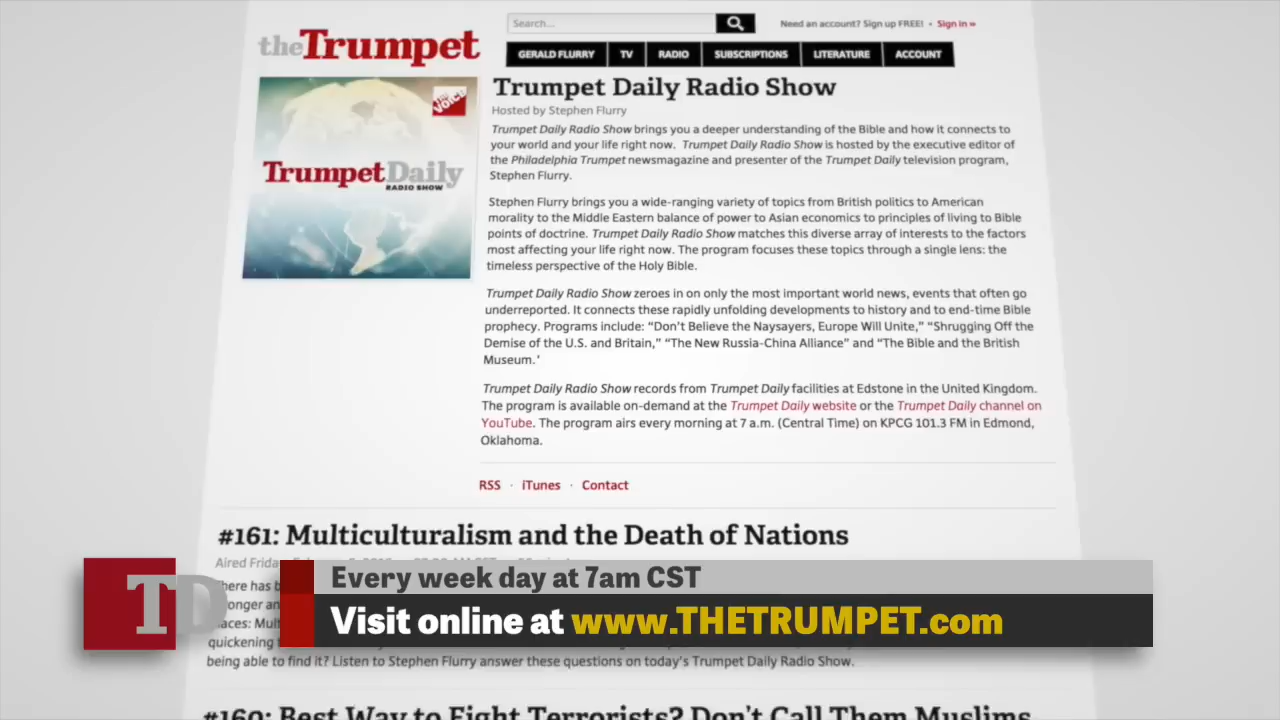 Search...
Need an account? Sign up FREE! • Sign in »
theTrumpet
GERALD FLURRY TV RADIO SUBSCRIPTIONS LITERATURE ACCOUNT
Trumpet Daily Radio Show
Hosted by Stephen Flurry
the VOICE
TrumpetDaily
RADIO SHOW
Trumpet Daily Radio Show brings you a deeper understanding of the Bible and how it connects to
your world and your life right now. Trumpet Daily Radio Show is hosted by the executive editor of
the Philadelphia Trumpet newsmagazine and presenter of the Trumpet Daily television program,
Stephen Flurry.
Stephen Flurry brings you a wide-ranging variety of topics from British politics to American
morality to the Middle Eastern balance of power to Asian economics to principles of living to Bible
points of doctrine. Trumpet Daily Radio Show matches this diverse array of interests to the factors
most affecting your life right now. The program focuses these topics through a single lens: the
timeless perspective of the Holy Bible.
Trumpet Daily Radio Show zeroes in on only the most important world news, events that often go
underreported. It connects these rapidly unfolding developments to history and to end-time Bible
prophecy. Programs include: “Don't Believe the Naysayers, Europe Will Unite,” “Shrugging Off the
Demise of the U.S. and Britain,” “The New Russia-China Alliance” and “The Bible and the British
Museum.'
Trumpet Daily Radio Show records from Trumpet Daily facilities at Edstone in the United Kingdom.
The program is available on-demand at the Trumpet Daily website or the Trumpet Daily channel on
YouTube. The program airs every morning at 7 a.m. (Central Time) on KPCG 101.3 FM in Edmond,
Oklahoma.
RSS · iTunes · Contact
#161: Multiculturalism and the Death of Nations
Aired
TD
Every week day at 7am CST
Visit online at www.THETRUMPET.com
quickening
being able to find it? Listen to Stephen Flurry answer these questions on today's Trumpet Daily Radio Show.
#160: Best Way to Fight Terrorists? Don't Call Them Muslims